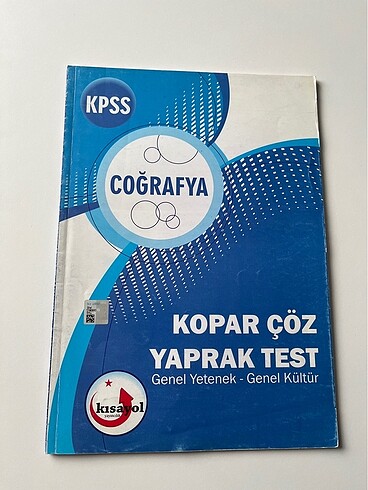 KPSS
COĞRAFYA
KOPAR ÇÖZ
YAPRAK TEST
Genel Yetenek - Genel Kültür
kısayol